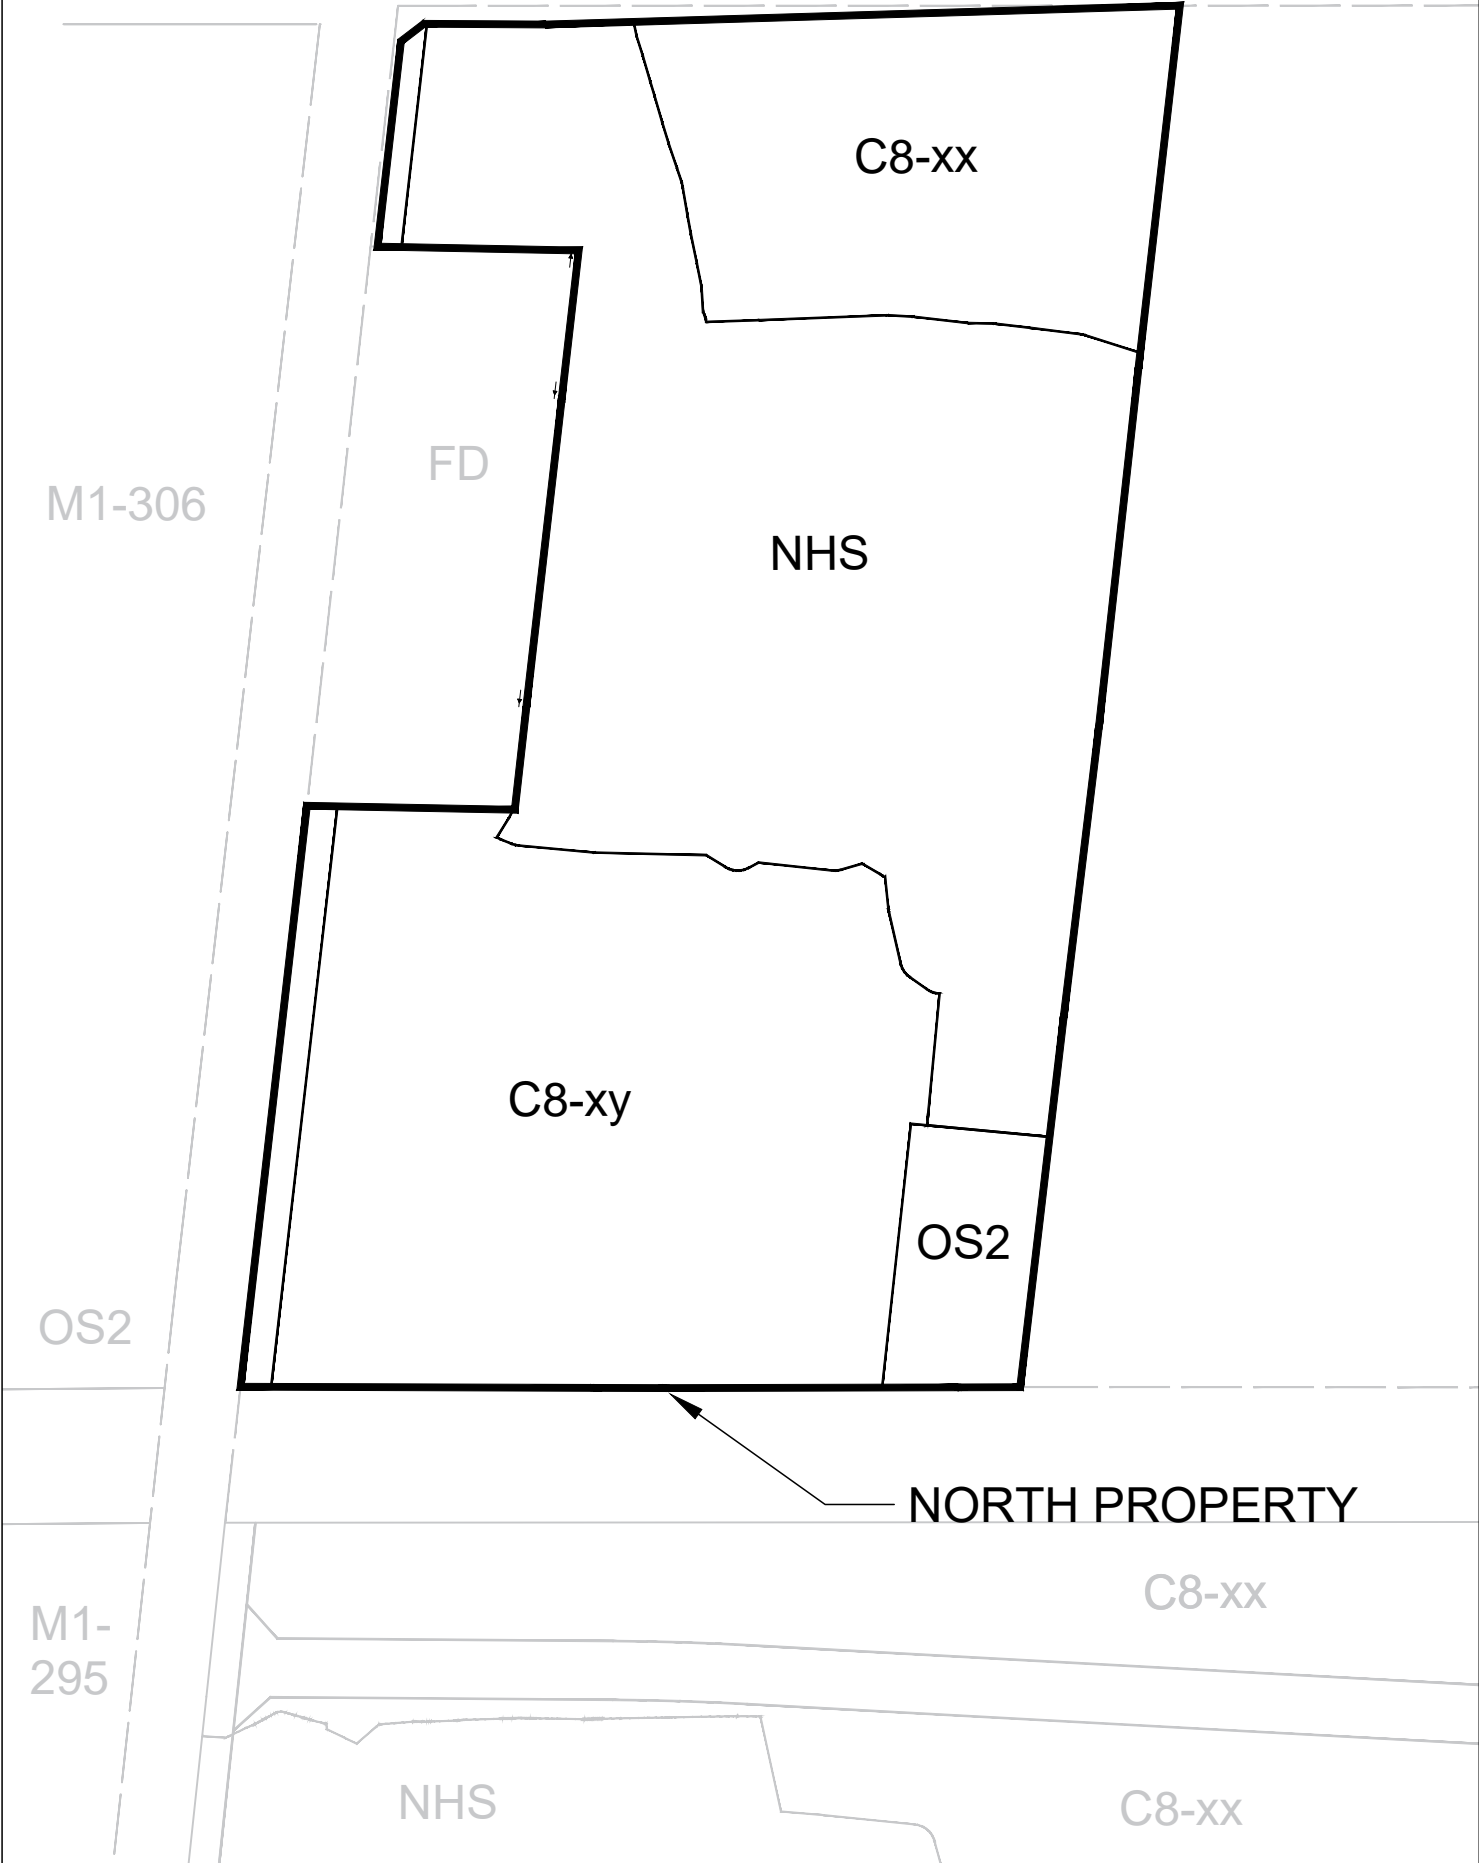 C8-xx
FD
M1-306
NHS
C8-xy
OS2
OS2
NORTH PROPERTY
C8-xx
M1-
295
NHS
C8-xx